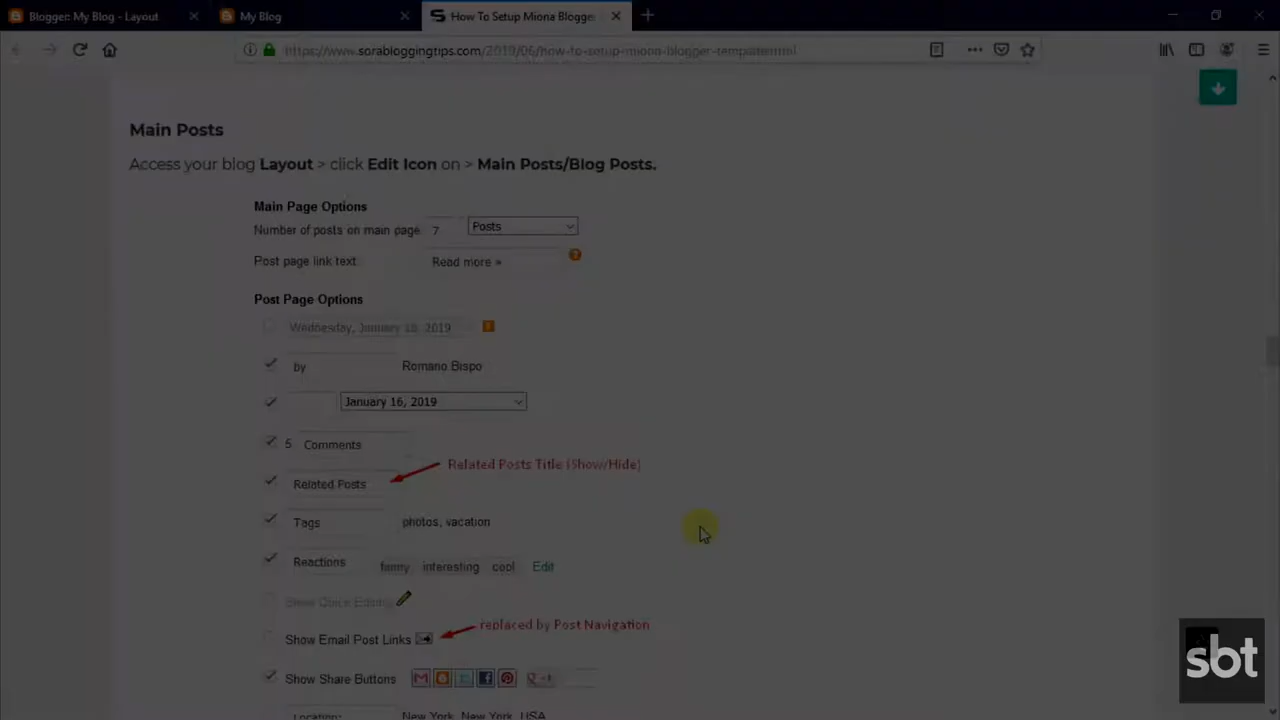 Blogger: My Blog - Layout
My Blog
How To Setup Miona Blogger
https://www.sorabloggingtips.com/2019/06/how-to-setup-miona-blogger-template.html
Main Posts
Access your blog Layout > click Edit Icon on > Main Posts/Blog Posts.
Main Page Options
Number of posts on main page: 7 Posts
Post page link text: Read more »
?
Post Page Options
Wednesday, January 16, 2019
by Romano Bispo
January 16, 2019
5 Comments
Related Posts Title (Show/Hide)
Related Posts
Tags photos, vacation
Reactions funny interesting cool Edit
Show Quick Editing
replaced by Post Navigation
Show Email Post Links
Show Share Buttons
Location: New York, New York, USA
sbt